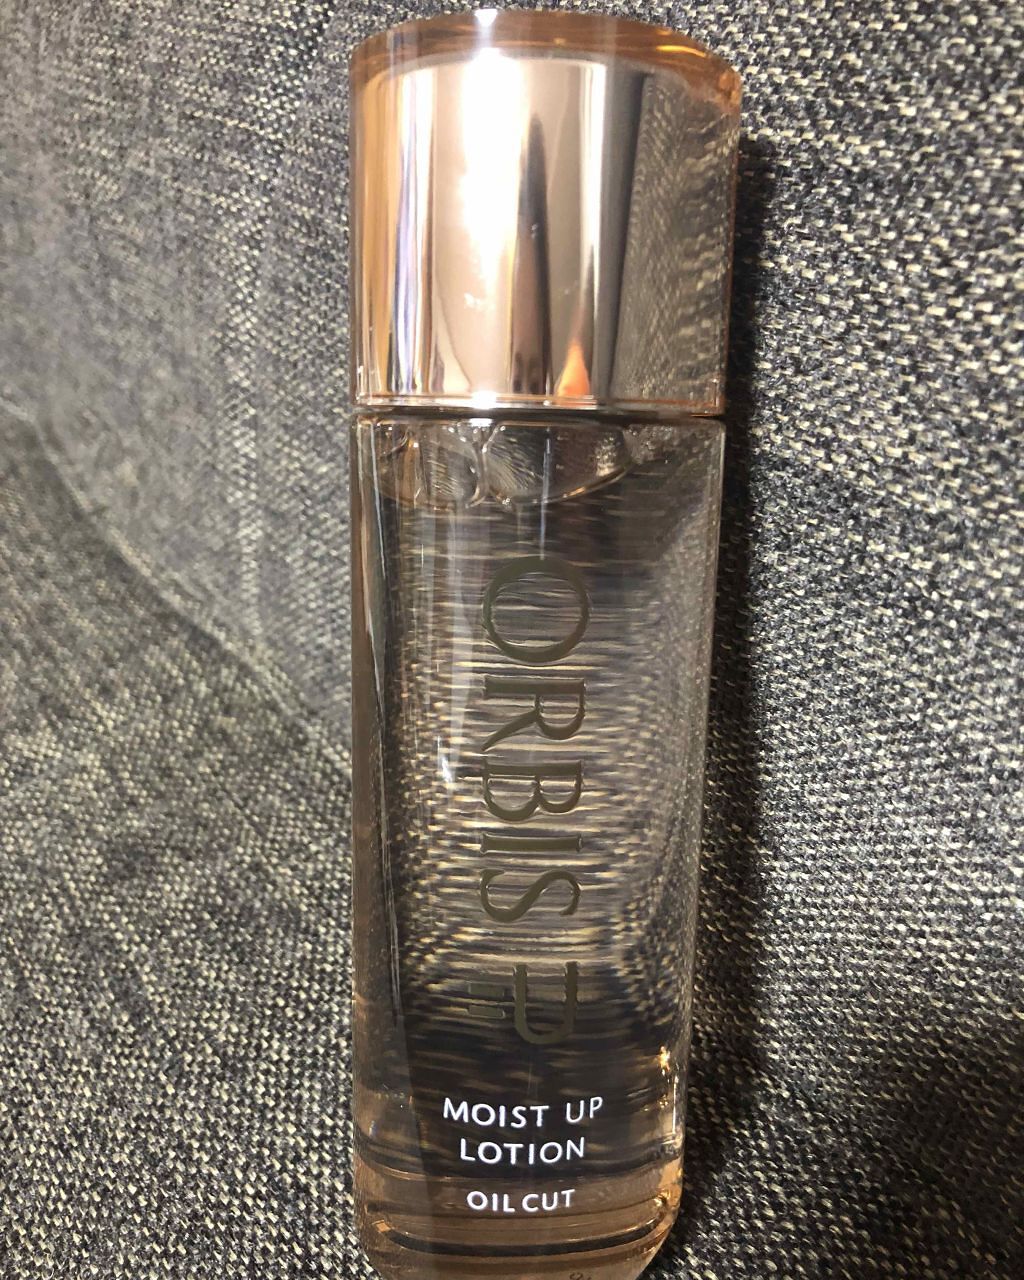 ORBIS U
MOIST UP
LOTION
OIL CUT